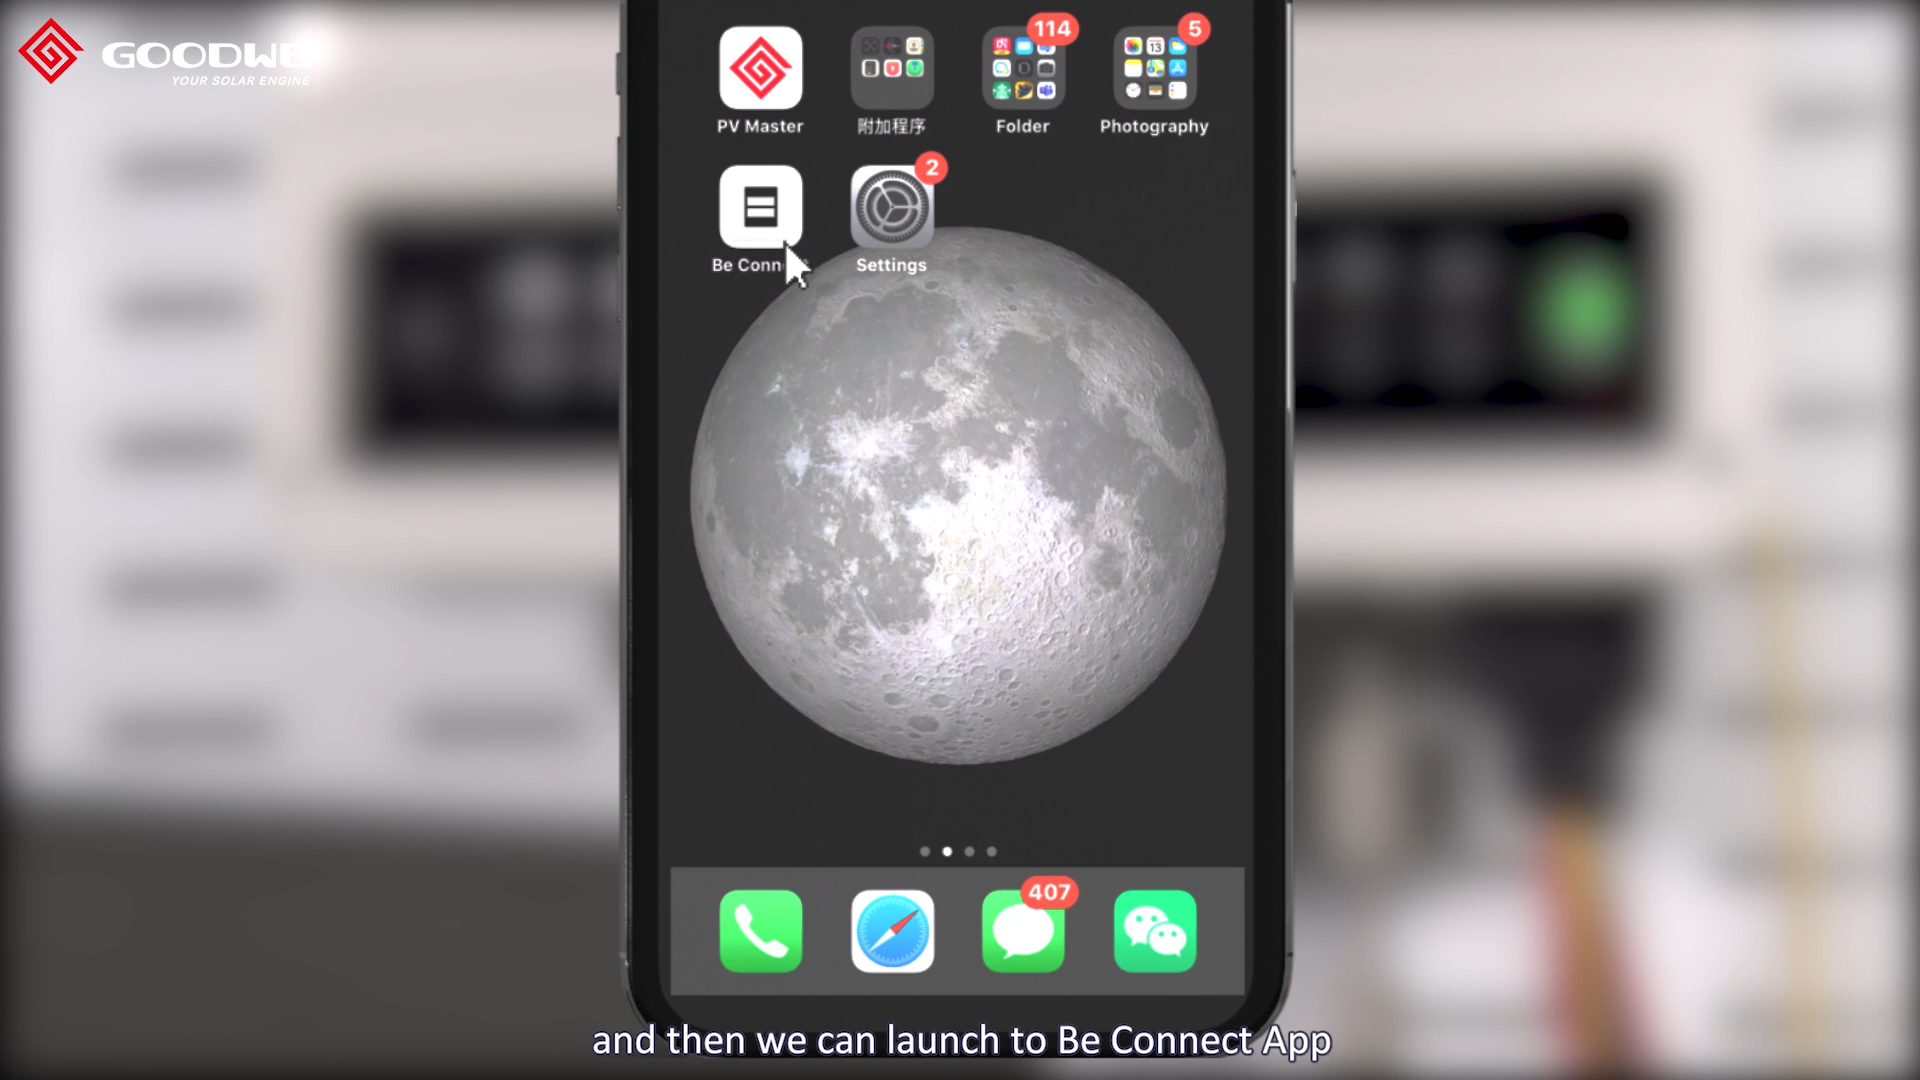 GOODWE
YOUR SOLAR ENGINE
114
5
13
PV Master
附加程序
Folder
Photography
2
Be Conn
Settings
407
and then we can launch to Be Connect App